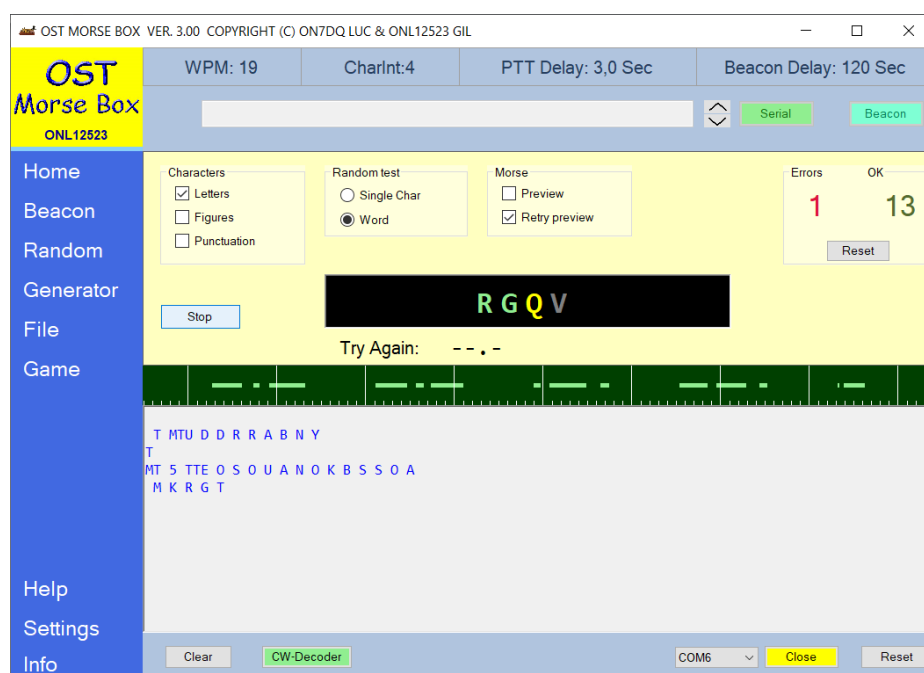 OST MORSE BOX VER. 3.00 COPYRIGHT (C) ON7DQ LUC & ONL12523 GIL
OST
Morse Box
ONL12523
WPM: 19 CharInt:4 PTT Delay: 3,0 Sec Beacon Delay: 120 Sec
Serial Beacon
Home
Beacon
Random
Generator
File
Game
Help
Settings
Info
Characters
Letters
Figures
Punctuation
Random test
Single Char
Word
Morse
Preview
Retry preview
Errors OK
1 13
Reset
Stop
R G Q V
Try Again: --.-
T MTU D D R R A B N Y
T
MT 5 TTE O S O U A N O K B S S O A
M K R G T
Clear CW-Decoder COM6 Close Reset